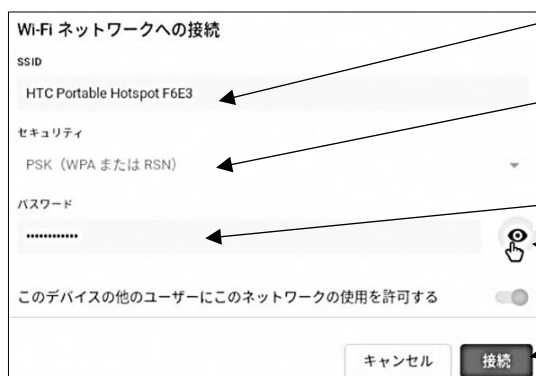 Wi-Fi ネットワークへの接続
SSID
HTC Portable Hotspot F6E3
セキュリティ
PSK（WPA または RSN）
パスワード
••••••••••••
このデバイスの他のユーザーにこのネットワークの使用を許可する
キャンセル
接続